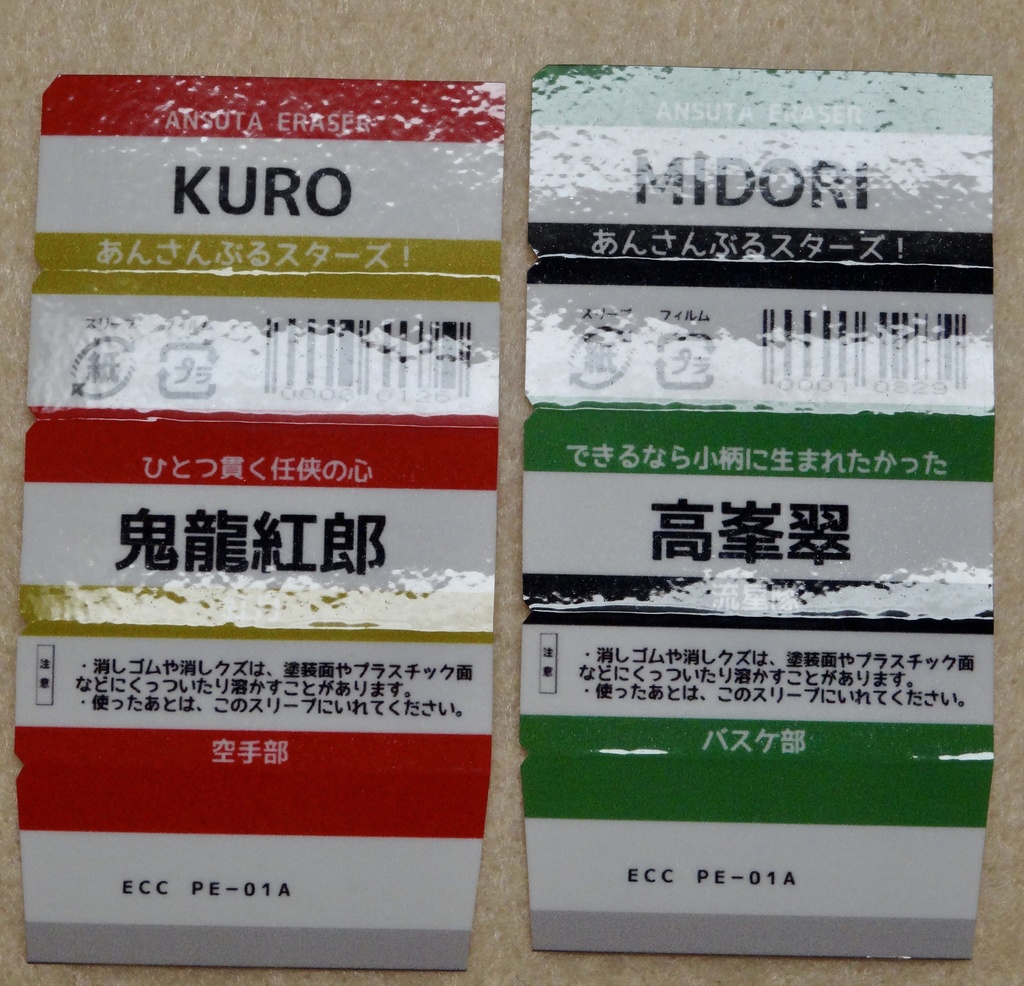 ANSUTA ERASER
KURO
あんさんぶるスターズ！
スリーブ フィルム
紙 プラ
ひとつ貫く任侠の心
鬼龍紅郎
注意
・消しゴムや消しクズは、塗装面やプラスチック面
などにくっついたり溶かすことがあります。
・使ったあとは、このスリーブにいれてください。
空手部
ECC PE-01A
ANSUTA ERASER
MIDORI
あんさんぶるスターズ！
スリーブ フィルム
紙 プラ
0001 0829
できるなら小柄に生まれたかった
高峯翠
流星隊
注意
・消しゴムや消しクズは、塗装面やプラスチック面
などにくっついたり溶かすことがあります。
・使ったあとは、このスリーブにいれてください。
バスケ部
ECC PE-01A